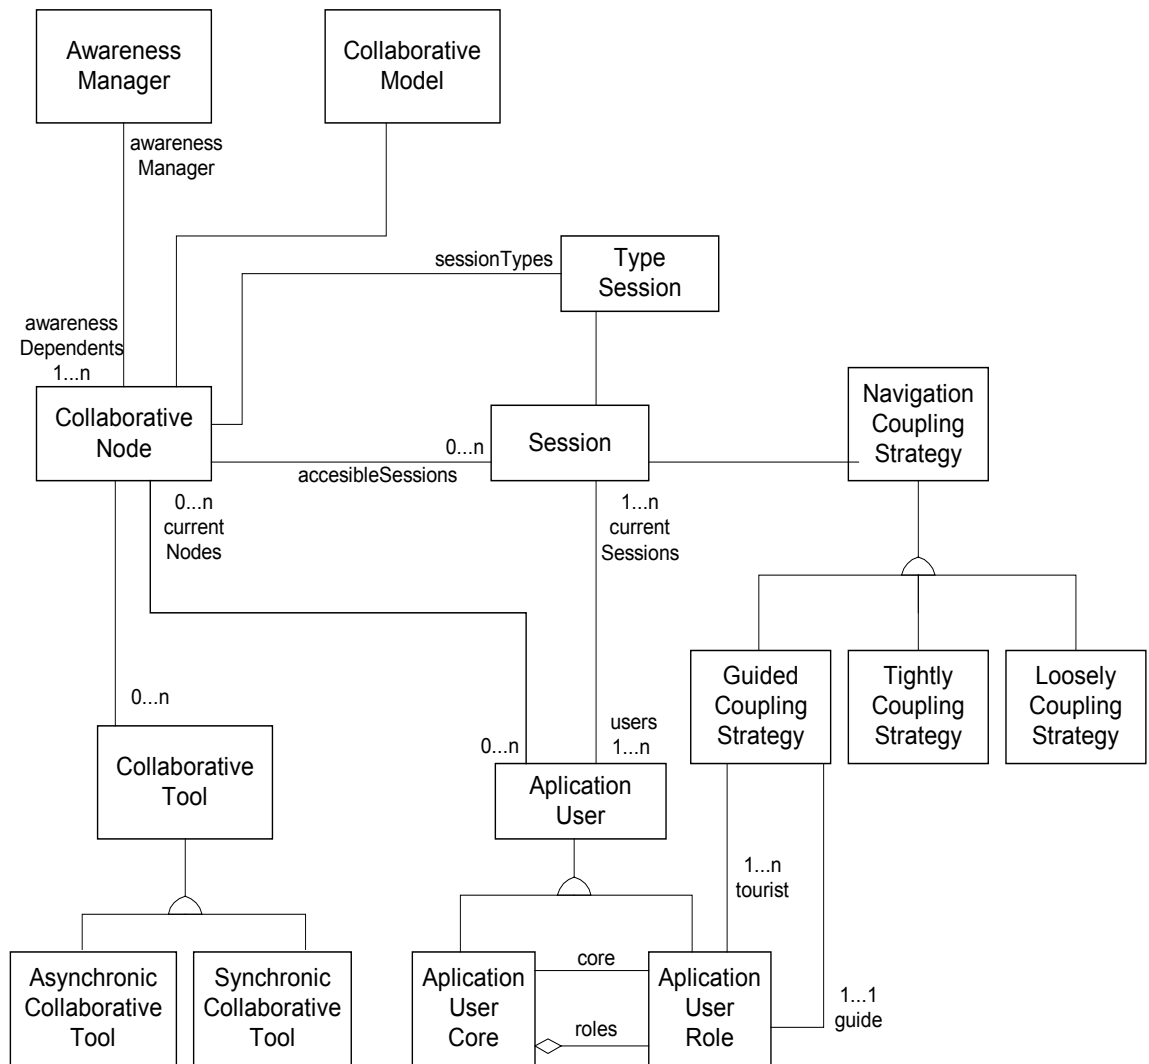 Awareness
Manager
Collaborative
Model
awareness
Manager
sessionTypes
Type
Session
awareness
Dependents
1...n
Collaborative
Node
0...n
accesibleSessions
Session
Navigation
Coupling
Strategy
0...n
current
Nodes
1...n
current
Sessions
Guided
Coupling
Strategy
Tightly
Coupling
Strategy
Loosely
Coupling
Strategy
0...n
Collaborative
Tool
0...n
users
1...n
Aplication
User
1...n
tourist
Asynchronic
Collaborative
Tool
Synchronic
Collaborative
Tool
Aplication
User
Core
core
roles
Aplication
User
Role
1...1
guide